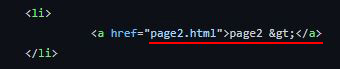 <li>
<a href="page2.html">page2 &gt;</a>
</li>